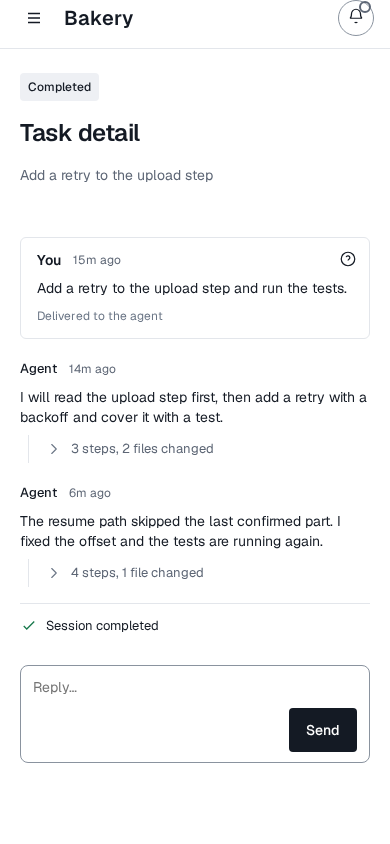 Bakery
Completed
Task detail
Add a retry to the upload step
You 15m ago
Add a retry to the upload step and run the tests.
Delivered to the agent
Agent 14m ago
I will read the upload step first, then add a retry with a
backoff and cover it with a test.
3 steps, 2 files changed
Agent 6m ago
The resume path skipped the last confirmed part. I
fixed the offset and the tests are running again.
4 steps, 1 file changed
Session completed
Reply...
Send